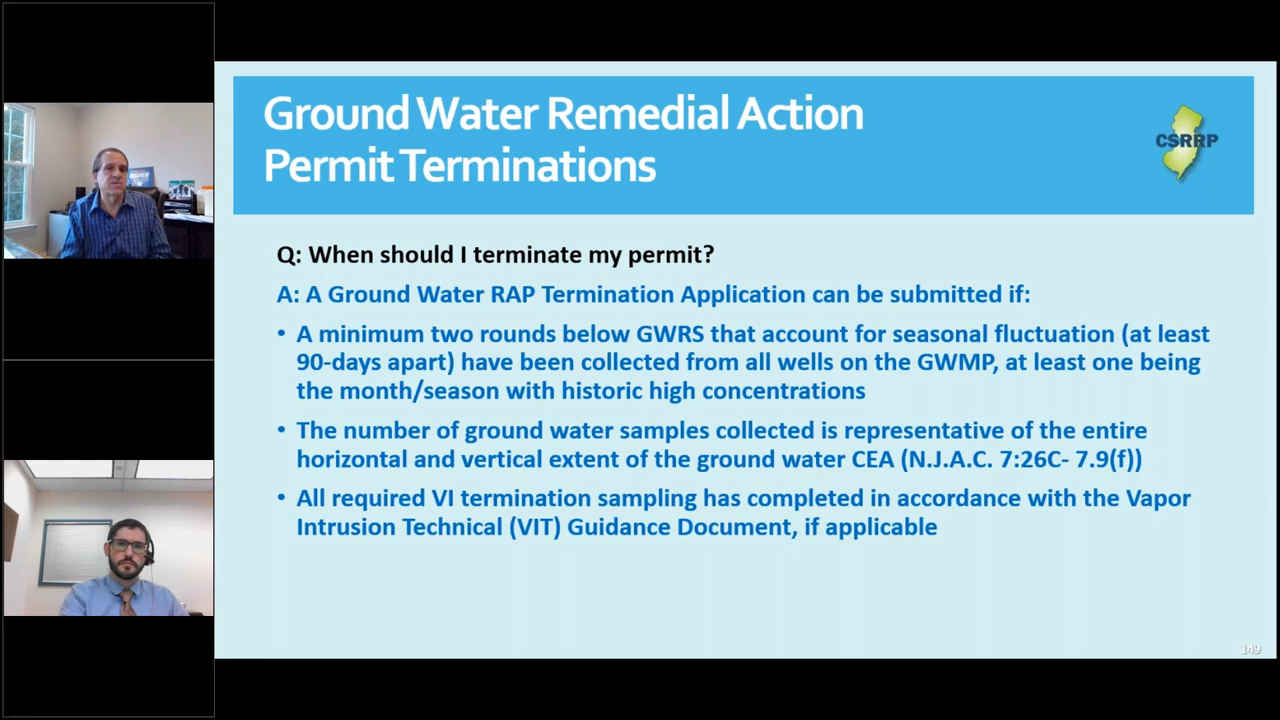 Ground Water Remedial Action
Permit Terminations
CSRRP
Q: When should I terminate my permit?
A: A Ground Water RAP Termination Application can be submitted if:
• A minimum two rounds below GWRS that account for seasonal fluctuation (at least
90-days apart) have been collected from all wells on the GWMP, at least one being
the month/season with historic high concentrations
• The number of ground water samples collected is representative of the entire
horizontal and vertical extent of the ground water CEA (N.J.A.C. 7:26C- 7.9(f))
• All required VI termination sampling has completed in accordance with the Vapor
Intrusion Technical (VIT) Guidance Document, if applicable
149